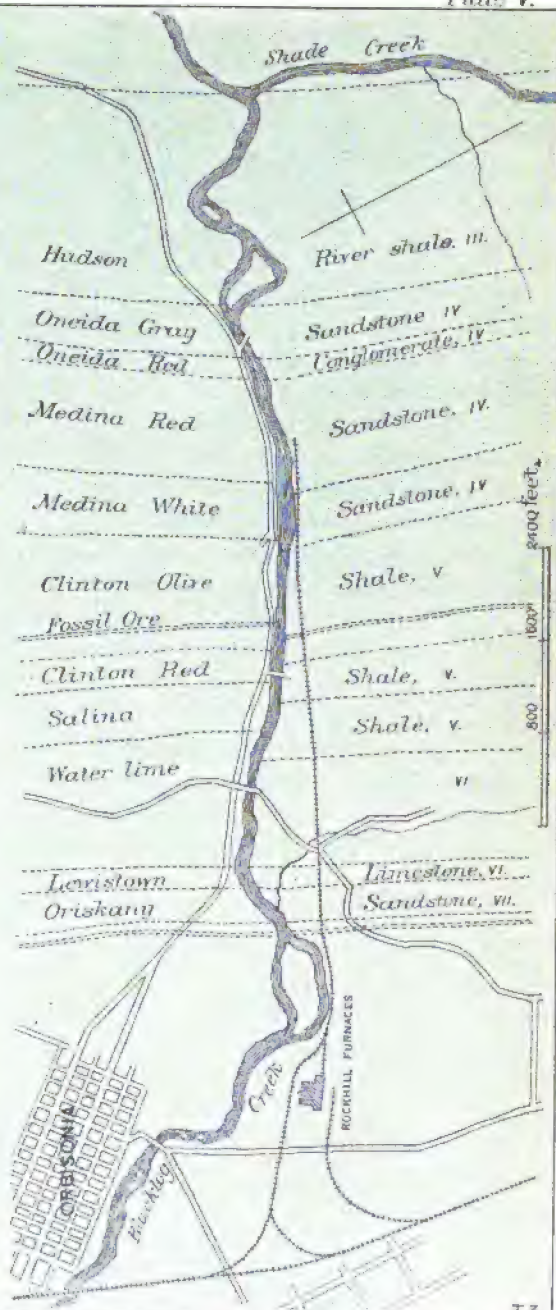 Plate V.
Shade Creek
Hudson River shale. III.
Oneida Gray Sandstone IV
Oneida Red Conglomerate, IV
Medina Red Sandstone, IV.
Medina White Sandstone, IV
2400 feet.
Clinton Olive Shale, V
1600
Fossil Ore
Clinton Red Shale, V.
Salina Shale, V.
800
Water lime VI
Lewistown Limestone, VI.
Oriskany Sandstone, VII.
ROCKHILL FURNACES
ORBISONIA
Blacklog Creek